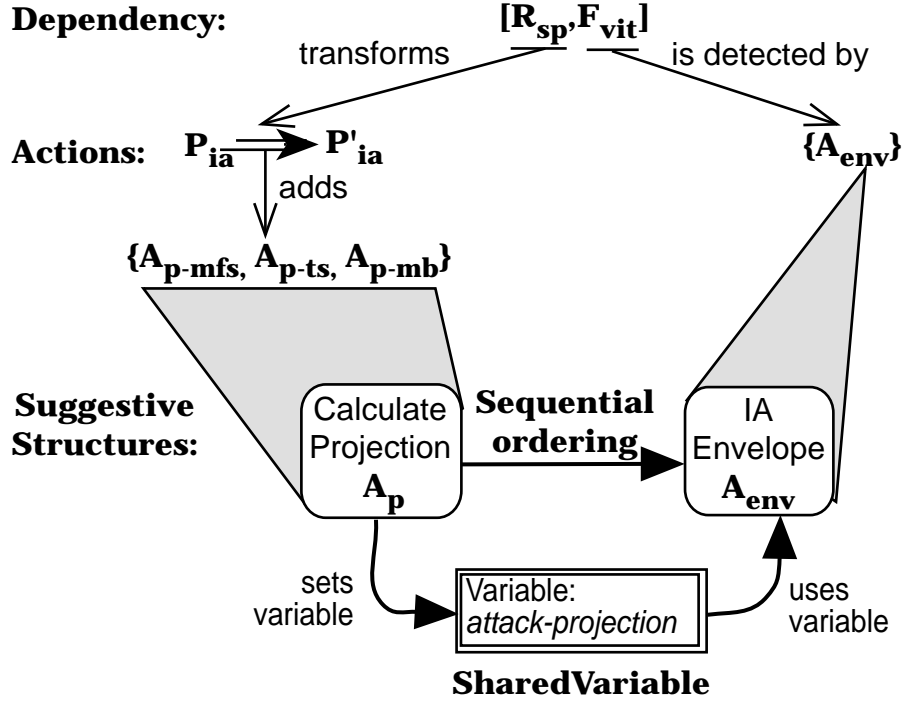 Dependency: [R_sp,F_vit]
transforms is detected by
Actions: P_ia P'_ia {A_env}
adds
{A_p-mfs, A_p-ts, A_p-mb}
Suggestive
Structures:
Calculate
Projection
A_p
Sequential
ordering
IA
Envelope
A_env
sets
variable
Variable:
attack-projection
uses
variable
SharedVariable